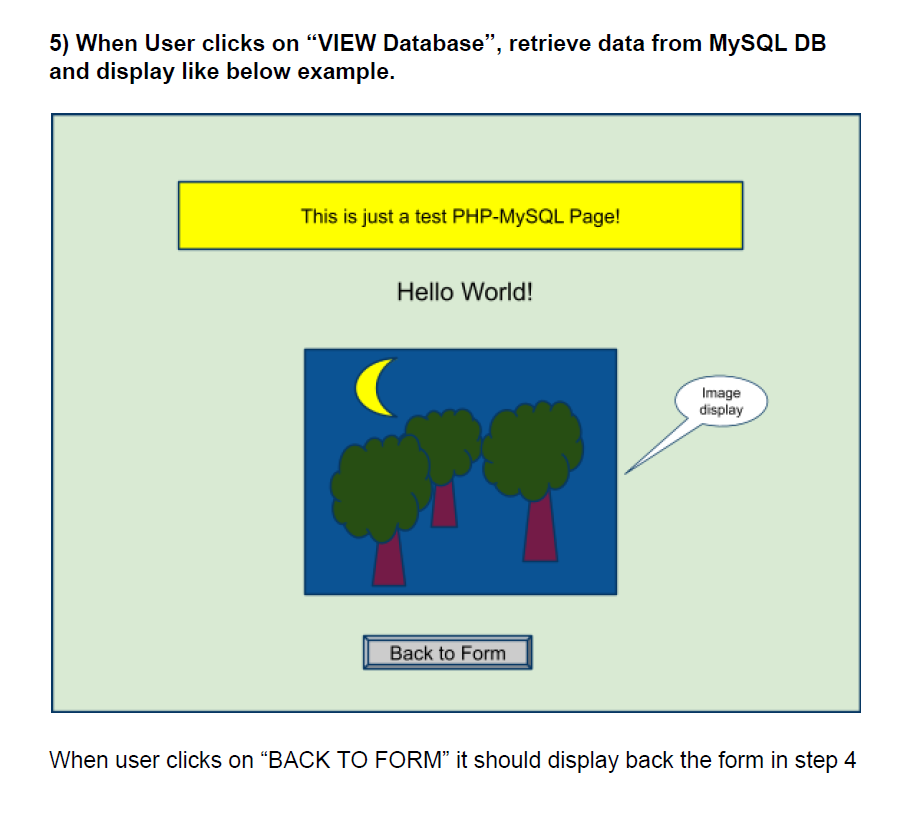 5) When User clicks on “VIEW Database”, retrieve data from MySQL DB
and display like below example.
This is just a test PHP-MySQL Page!
Hello World!
Image
display
Back to Form
When user clicks on “BACK TO FORM” it should display back the form in step 4